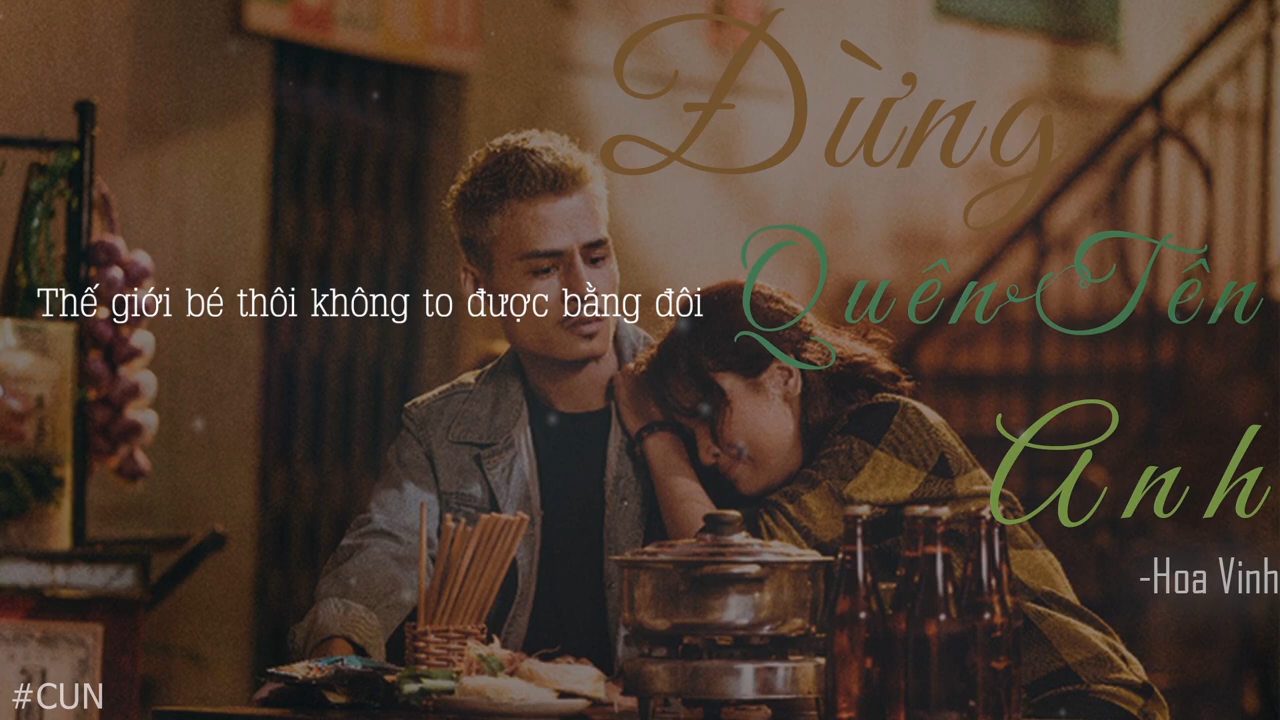 Đừng
Quên Tên
Anh
Thế giới bé thôi không to được bằng đôi
-Hoa Vinh
#CUN